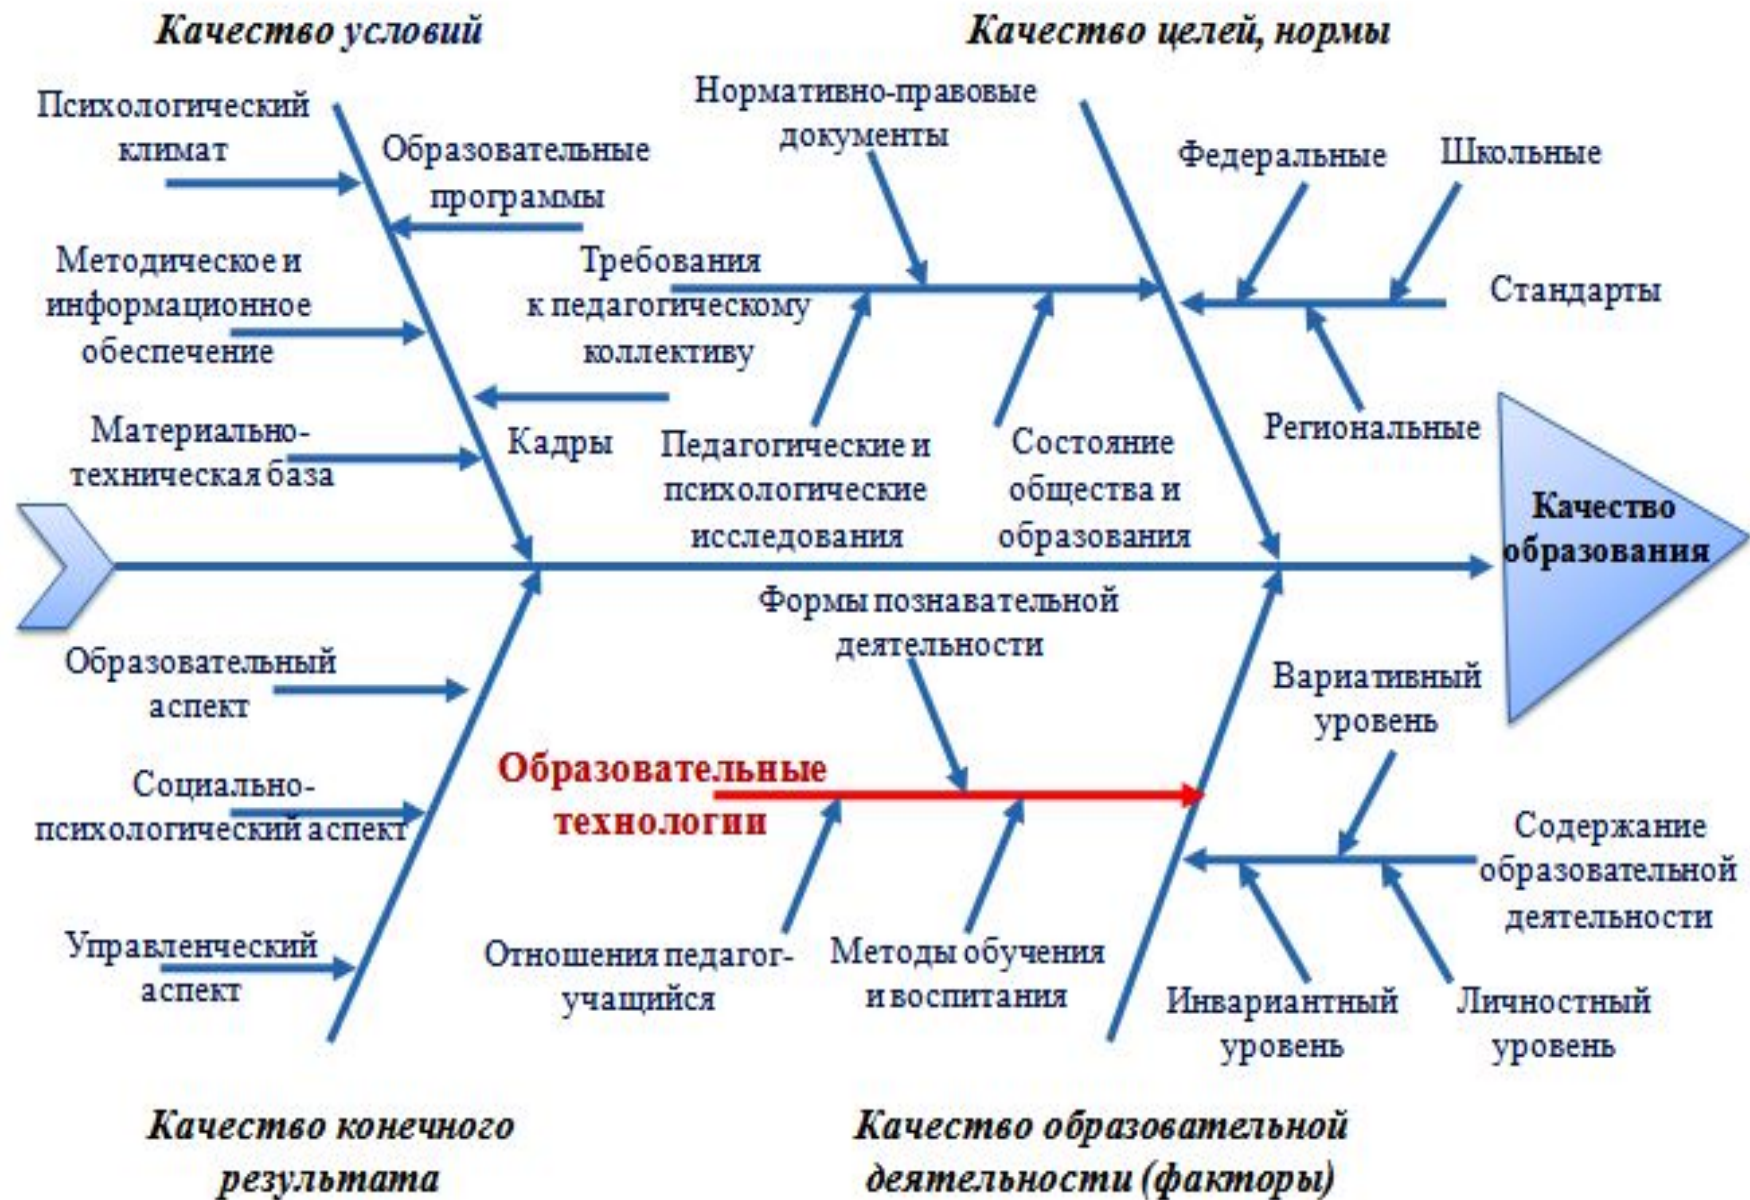 Качество условий
Качество целей, нормы
Психологический
климат
Образовательные
программы
Методическое и
информационное
обеспечение
Кадры
Материально-
техническая база
Нормативно-правовые
документы
Требования
к педагогическому
коллективу
Педагогические и
психологические
исследования
Состояние
общества и
образования
Федеральные
Школьные
Стандарты
Региональные
Качество
образования
Образовательный
аспект
Социально-
психологический аспект
Управленческий
аспект
Формы познавательной
деятельности
Образовательные
технологии
Отношения педагог-
учащийся
Методы обучения
и воспитания
Вариативный
уровень
Содержание
образовательной
деятельности
Инвариантный
уровень
Личностный
уровень
Качество конечного
результата
Качество образовательной
деятельности (факторы)